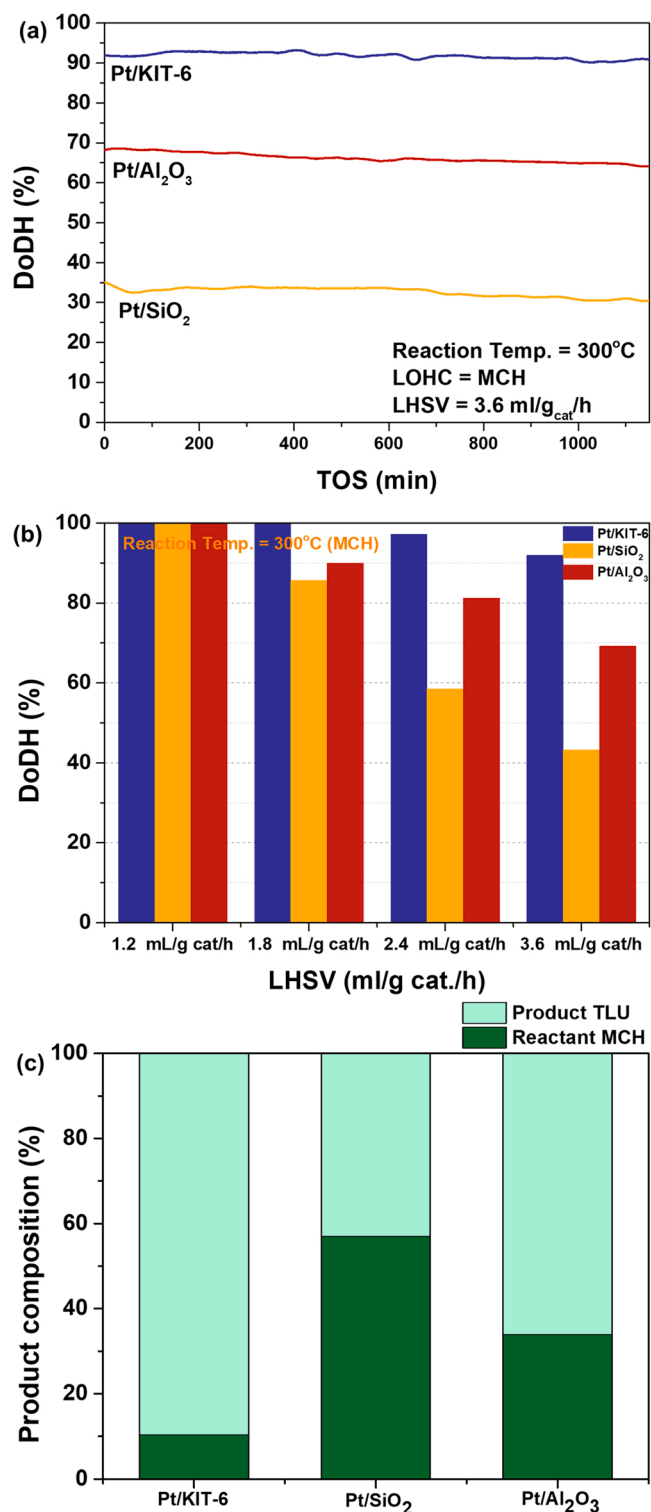 (a)
100
90
80
70
60
50
40
30
20
10
0
DoDH (%)
Pt/KIT-6
Pt/Al₂O₃
Pt/SiO₂
Reaction Temp. = 300°C
LOHC = MCH
LHSV = 3.6 ml/g_cat/h
0 200 400 600 800 1000
TOS (min)
(b)
100
80
60
40
20
0
DoDH (%)
Reaction Temp. = 300°C (MCH)
Pt/KIT-6
Pt/SiO₂
Pt/Al₂O₃
1.2 mL/g cat/h 1.8 mL/g cat/h 2.4 mL/g cat/h 3.6 mL/g cat/h
LHSV (ml/g cat./h)
Product TLU
Reactant MCH
(c)
100
80
60
40
20
0
Product composition (%)
Pt/KIT-6 Pt/SiO₂ Pt/Al₂O₃